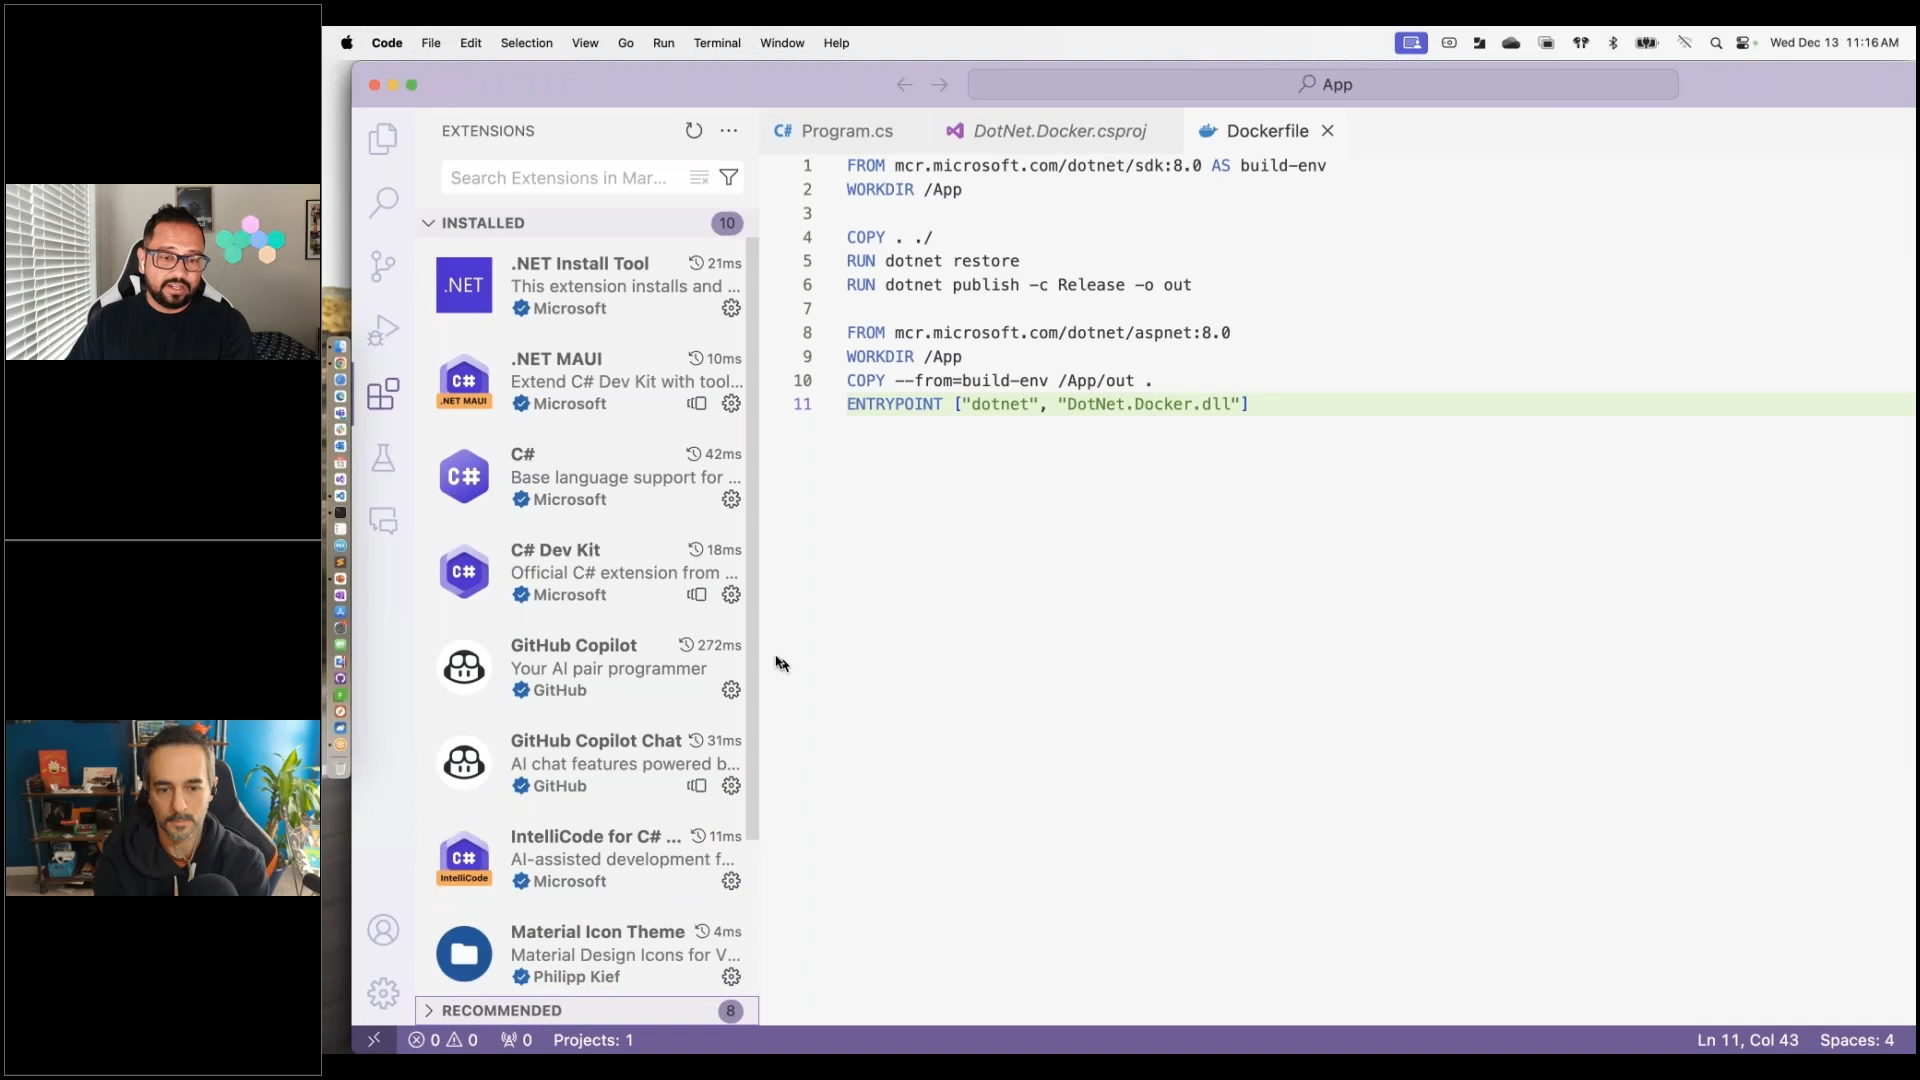 Code File Edit Selection View Go Run Terminal Window Help
Wed Dec 13 11:16 AM
App
EXTENSIONS
Search Extensions in Mar...
INSTALLED 10
.NET
.NET Install Tool 21ms
This extension installs and ...
Microsoft
C#
.NET MAUI
.NET MAUI 10ms
Extend C# Dev Kit with tool...
Microsoft
C#
C# 42ms
Base language support for ...
Microsoft
C#
C# Dev Kit 18ms
Official C# extension from ...
Microsoft
GitHub Copilot 272ms
Your AI pair programmer
GitHub
GitHub Copilot Chat 31ms
AI chat features powered b...
GitHub
C#
IntelliCode
IntelliCode for C# ... 11ms
AI-assisted development f...
Microsoft
Material Icon Theme 4ms
Material Design Icons for V...
Philipp Kief
RECOMMENDED 8
C# Program.cs DotNet.Docker.csproj Dockerfile
1 FROM mcr.microsoft.com/dotnet/sdk:8.0 AS build-env
2 WORKDIR /App
3
4 COPY . ./
5 RUN dotnet restore
6 RUN dotnet publish -c Release -o out
7
8 FROM mcr.microsoft.com/dotnet/aspnet:8.0
9 WORKDIR /App
10 COPY --from=build-env /App/out .
11 ENTRYPOINT ["dotnet", "DotNet.Docker.dll"]
0 0 0 Projects: 1 Ln 11, Col 43 Spaces: 4